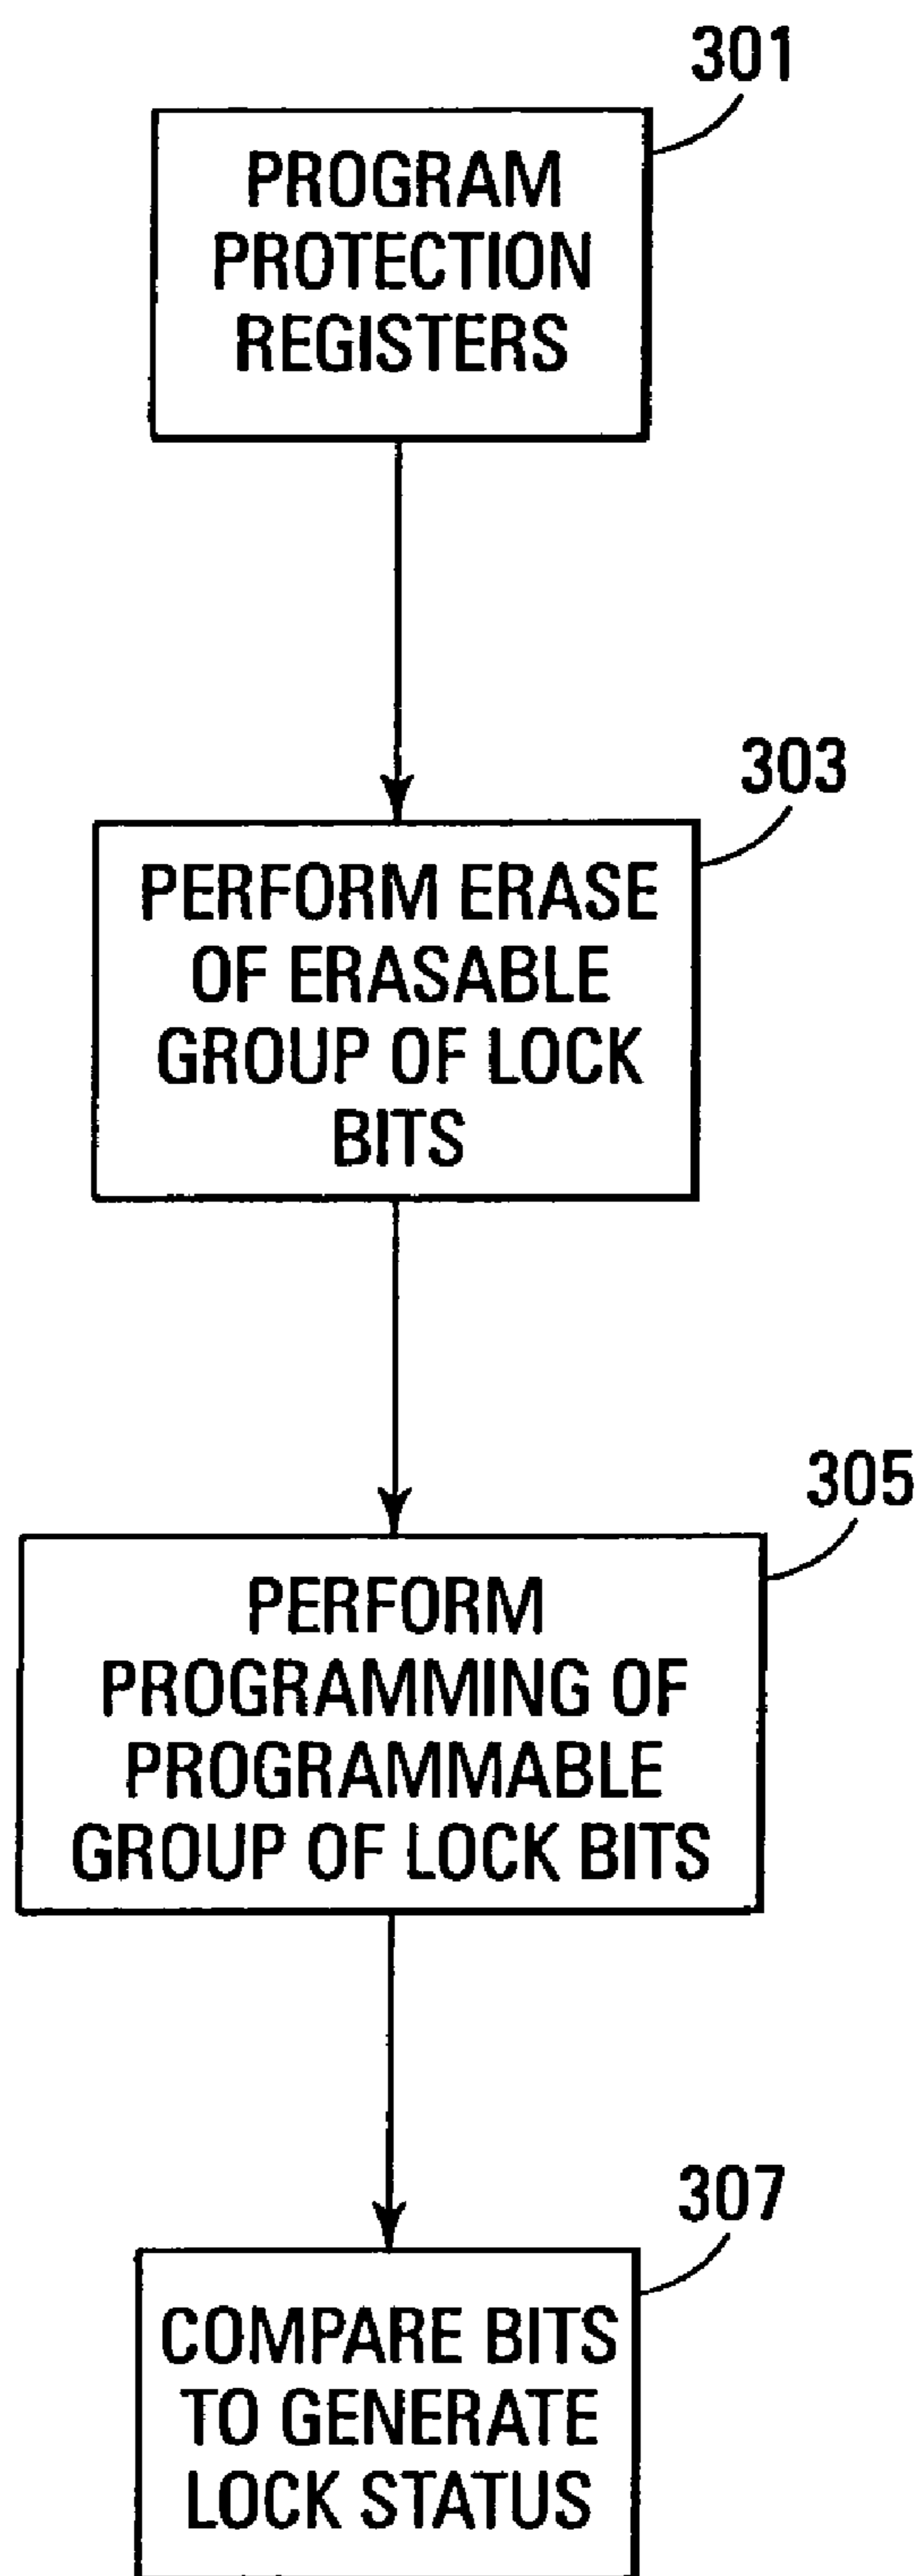 301
PROGRAM
PROTECTION
REGISTERS
303
PERFORM ERASE
OF ERASABLE
GROUP OF LOCK
BITS
305
PERFORM
PROGRAMMING OF
PROGRAMMABLE
GROUP OF LOCK BITS
307
COMPARE BITS
TO GENERATE
LOCK STATUS